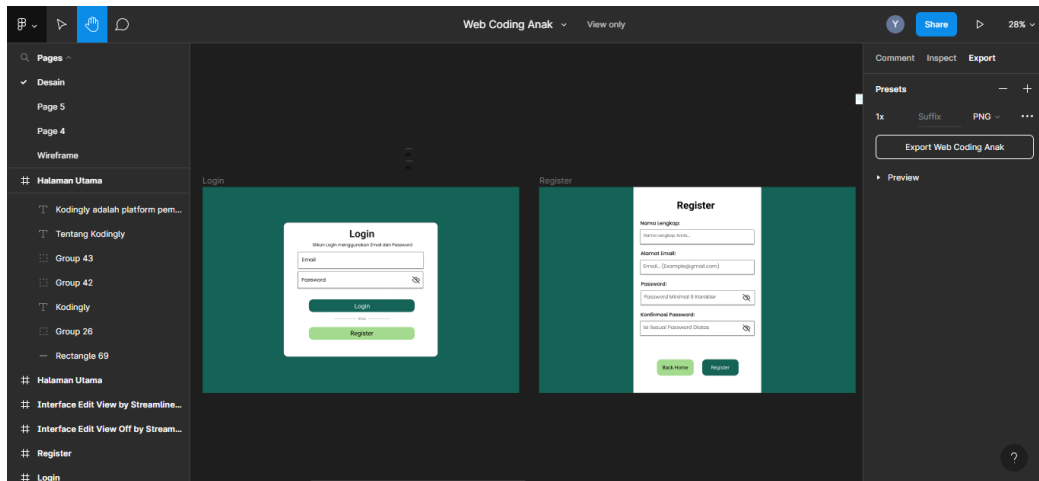 Web Coding Anak
View only
Y
Share
28%
Pages
Desain
Page 5
Page 4
Wireframe
Halaman Utama
Kodingly adalah platform pem...
Tentang Kodingly
Group 43
Group 42
Kodingly
Group 26
Rectangle 69
Halaman Utama
Interface Edit View by Streamline...
Interface Edit View Off by Stream...
Register
Login
Login
Login
Silkan Login menggunakan Email dan Password
Email
Password
Login
Register
Register
Register
Nama Lengkap:
Nama Lengkap Anda..
Alamat Email:
Email.. (Example@gmail.com)
Password:
Password Minimal 8 Karakter
Konfirmasi Password:
Isi Sesuai Password Diatas
Back Home
Register
Comment
Inspect
Export
Presets
1x
Suffix
PNG
Export Web Coding Anak
Preview
?